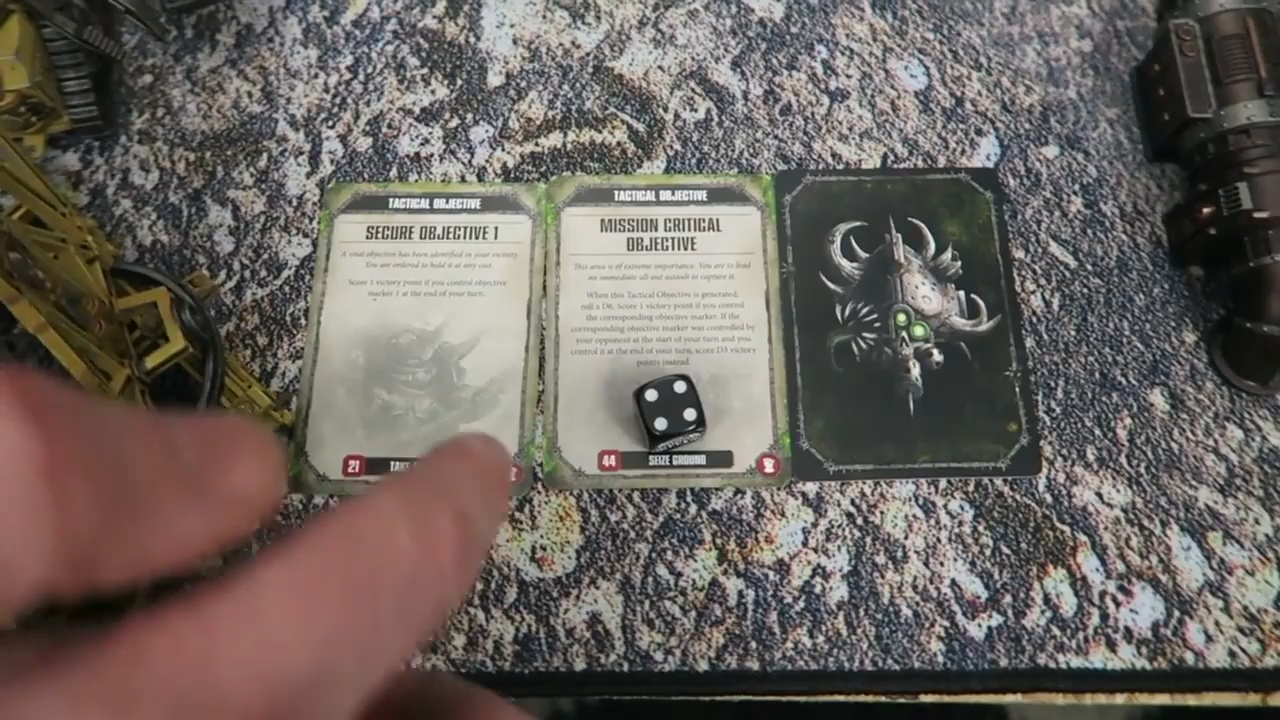 TACTICAL OBJECTIVE
SECURE OBJECTIVE 1
A vital objective has been identified in your vicinity.
You are ordered to hold it at any cost.
Score 1 victory point if you control objective
marker 1 at the end of your turn.
21
TACTICAL OBJECTIVE
MISSION CRITICAL
OBJECTIVE
This area is of extreme importance. You are to lead
an immediate all-out assault to capture it.
When this Tactical Objective is generated,
roll a D6. Score 1 victory point if you control
the corresponding objective marker. If the
corresponding objective marker was controlled by
your opponent at the start of your turn and you
control it at the end of your turn, score D3 victory
points instead.
44 SEIZE GROUND